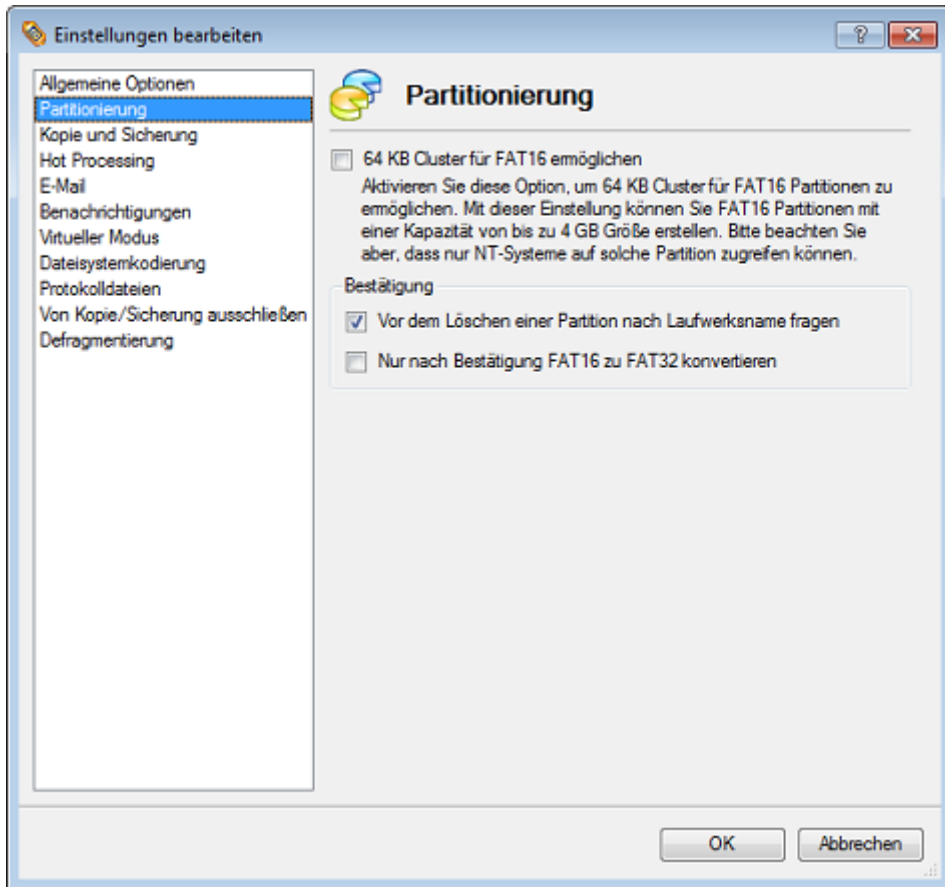 Einstellungen bearbeiten
Allgemeine Optionen
Partitionierung
Kopie und Sicherung
Hot Processing
E-Mail
Benachrichtigungen
Virtueller Modus
Dateisystemkodierung
Protokolldateien
Von Kopie/Sicherung ausschließen
Defragmentierung
Partitionierung
64 KB Cluster für FAT16 ermöglichen
Aktivieren Sie diese Option, um 64 KB Cluster für FAT16 Partitionen zu
ermöglichen. Mit dieser Einstellung können Sie FAT16 Partitionen mit
einer Kapazität von bis zu 4 GB Größe erstellen. Bitte beachten Sie
aber, dass nur NT-Systeme auf solche Partition zugreifen können.
Bestätigung
Vor dem Löschen einer Partition nach Laufwerksname fragen
Nur nach Bestätigung FAT16 zu FAT32 konvertieren
OK
Abbrechen